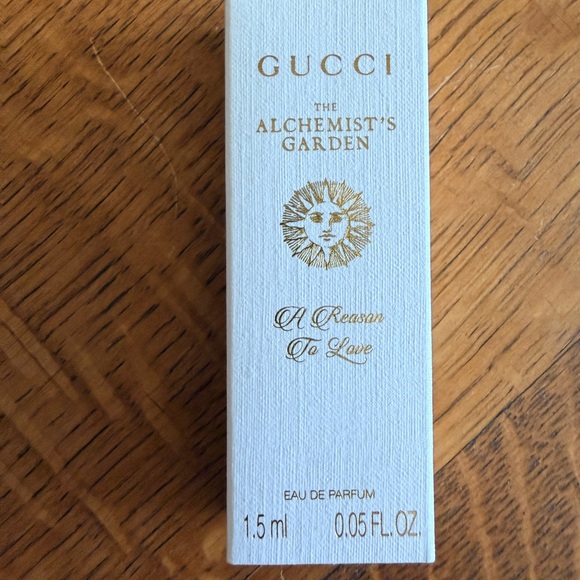 GUCCI
THE
ALCHEMIST'S
GARDEN
A Reason
To Love
EAU DE PARFUM
1.5 ml 0.05 FL.OZ.